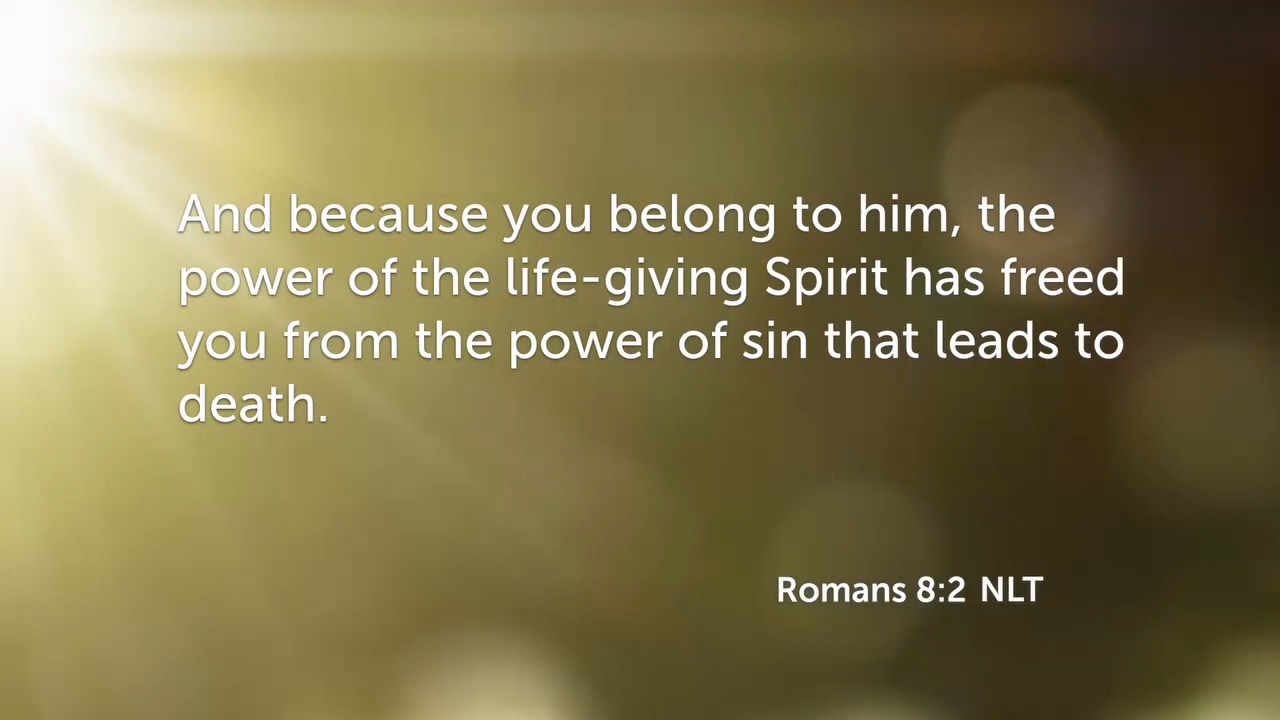 And because you belong to him, the
power of the life-giving Spirit has freed
you from the power of sin that leads to
death.
Romans 8:2 NLT